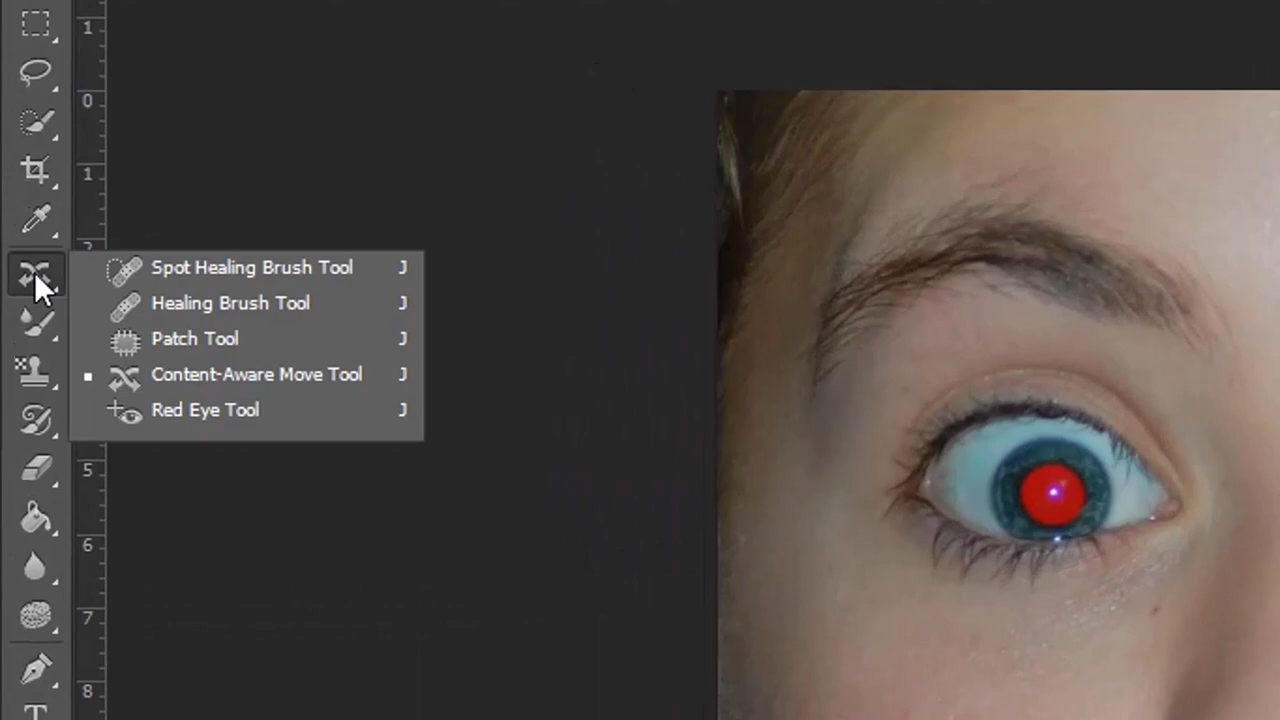 1
0
1
2
Spot Healing Brush Tool J
Healing Brush Tool J
Patch Tool J
Content-Aware Move Tool J
Red Eye Tool J
5
6
7
8
T